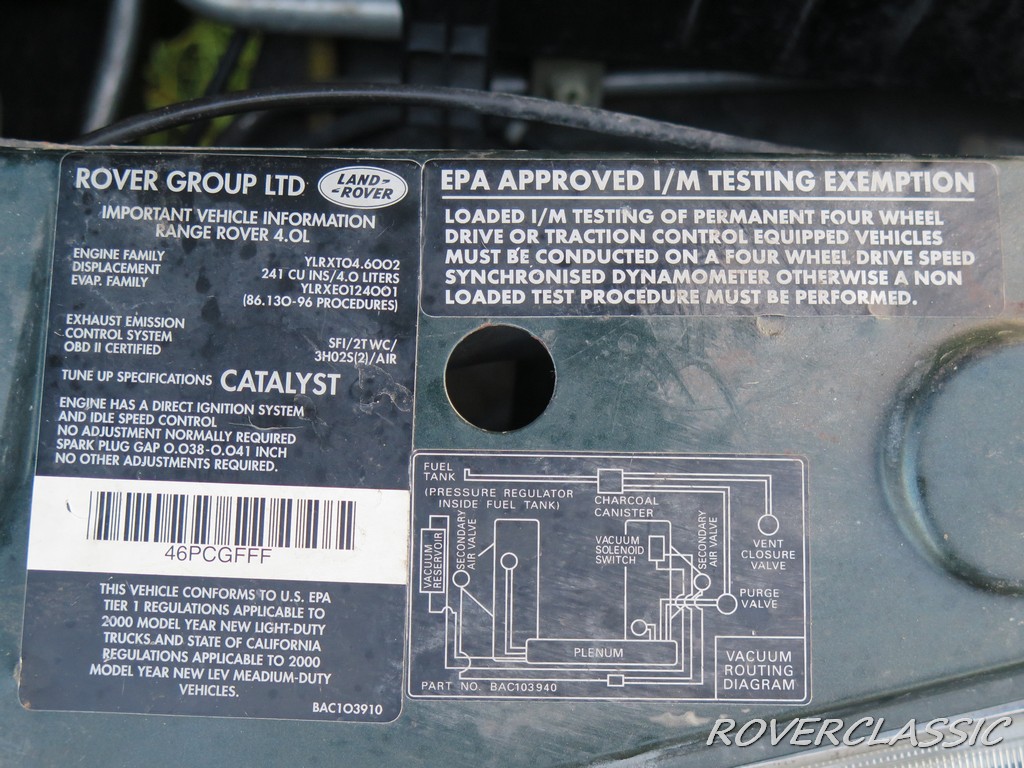 ROVER GROUP LTD
LAND-
-ROVER
IMPORTANT VEHICLE INFORMATION
RANGE ROVER 4.0L
ENGINE FAMILY YLRXT04.6002
DISPLACEMENT 241 CU INS/4.0 LITERS
EVAP. FAMILY YLRXE0124001
(86.130-96 PROCEDURES)
EXHAUST EMISSION
CONTROL SYSTEM SFI/2TWC/
OBD II CERTIFIED 3H02S(2)/AIR
TUNE UP SPECIFICATIONS CATALYST
ENGINE HAS A DIRECT IGNITION SYSTEM
AND IDLE SPEED CONTROL
NO ADJUSTMENT NORMALLY REQUIRED
SPARK PLUG GAP 0.038-0.041 INCH
NO OTHER ADJUSTMENTS REQUIRED.
46PCGFFF
THIS VEHICLE CONFORMS TO U.S. EPA
TIER 1 REGULATIONS APPLICABLE TO
2000 MODEL YEAR NEW LIGHT-DUTY
TRUCKS AND STATE OF CALIFORNIA
REGULATIONS APPLICABLE TO 2000
MODEL YEAR NEW LEV MEADIUM-DUTY
VEHICLES.
BAC103910
EPA APPROVED I/M TESTING EXEMPTION
LOADED I/M TESTING OF PERMANENT FOUR WHEEL
DRIVE OR TRACTION CONTROL EQUIPPED VEHICLES
MUST BE CONDUCTED ON A FOUR WHEEL DRIVE SPEED
SYNCHRONISED DYNAMOMETER OTHERWISE A NON
LOADED TEST PROCEDURE MUST BE PERFORMED.
FUEL
TANK
(PRESSURE REGULATOR
INSIDE FUEL TANK)
CHARCOAL
CANISTER
VACUUM
RESERVOIR
SECONDARY
AIR VALVE
VACUUM
SOLENOID
SWITCH
SECONDARY
AIR VALVE
VENT
CLOSURE
VALVE
PURGE
VALVE
PLENUM
VACUUM
ROUTING
DIAGRAM
PART NO. BAC103940
ROVERCLASSIC